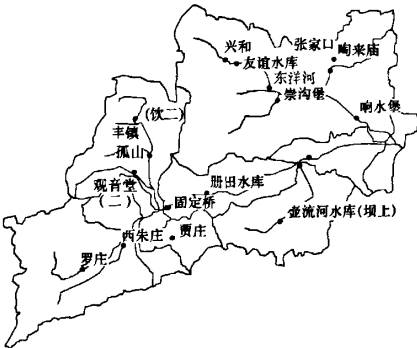 兴和
友谊水库
张家口
啕来庙
东洋河
崇沟堡
响水堡
(饮二)
丰镇
孤山
观音堂
(二)
册田水库
固定桥
壶流河水库(坝上)
西朱庄
贾庄
罗庄